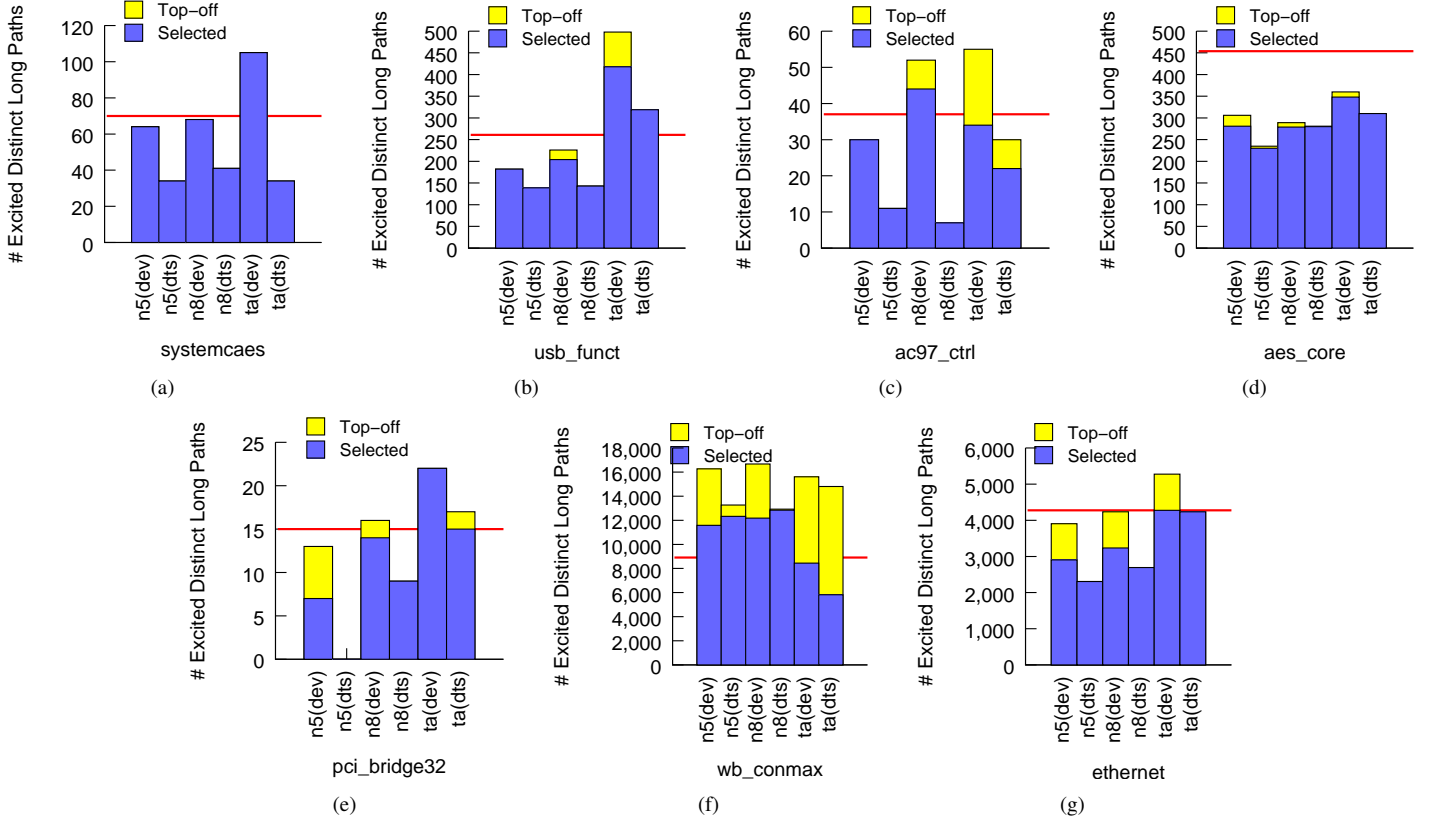 # Excited Distinct Long Paths
Top−off
Selected
120
100
80
60
40
20
0
n5(dev)
n5(dts)
n8(dev)
n8(dts)
ta(dev)
ta(dts)
systemcaes
(a)
# Excited Distinct Long Paths
Top−off
Selected
500
450
400
350
300
250
200
150
100
50
0
n5(dev)
n5(dts)
n8(dev)
n8(dts)
ta(dev)
ta(dts)
usb_funct
(b)
# Excited Distinct Long Paths
Top−off
Selected
60
50
40
30
20
10
0
n5(dev)
n5(dts)
n8(dev)
n8(dts)
ta(dev)
ta(dts)
ac97_ctrl
(c)
# Excited Distinct Long Paths
Top−off
Selected
500
450
400
350
300
250
200
150
100
50
0
n5(dev)
n5(dts)
n8(dev)
n8(dts)
ta(dev)
ta(dts)
aes_core
(d)
# Excited Distinct Long Paths
Top−off
Selected
25
20
15
10
5
0
n5(dev)
n5(dts)
n8(dev)
n8(dts)
ta(dev)
ta(dts)
pci_bridge32
(e)
# Excited Distinct Long Paths
Top−off
Selected
18,000
16,000
14,000
12,000
10,000
8,000
6,000
4,000
2,000
0
n5(dev)
n5(dts)
n8(dev)
n8(dts)
ta(dev)
ta(dts)
wb_conmax
(f)
# Excited Distinct Long Paths
Top−off
Selected
6,000
5,000
4,000
3,000
2,000
1,000
0
n5(dev)
n5(dts)
n8(dev)
n8(dts)
ta(dev)
ta(dts)
ethernet
(g)